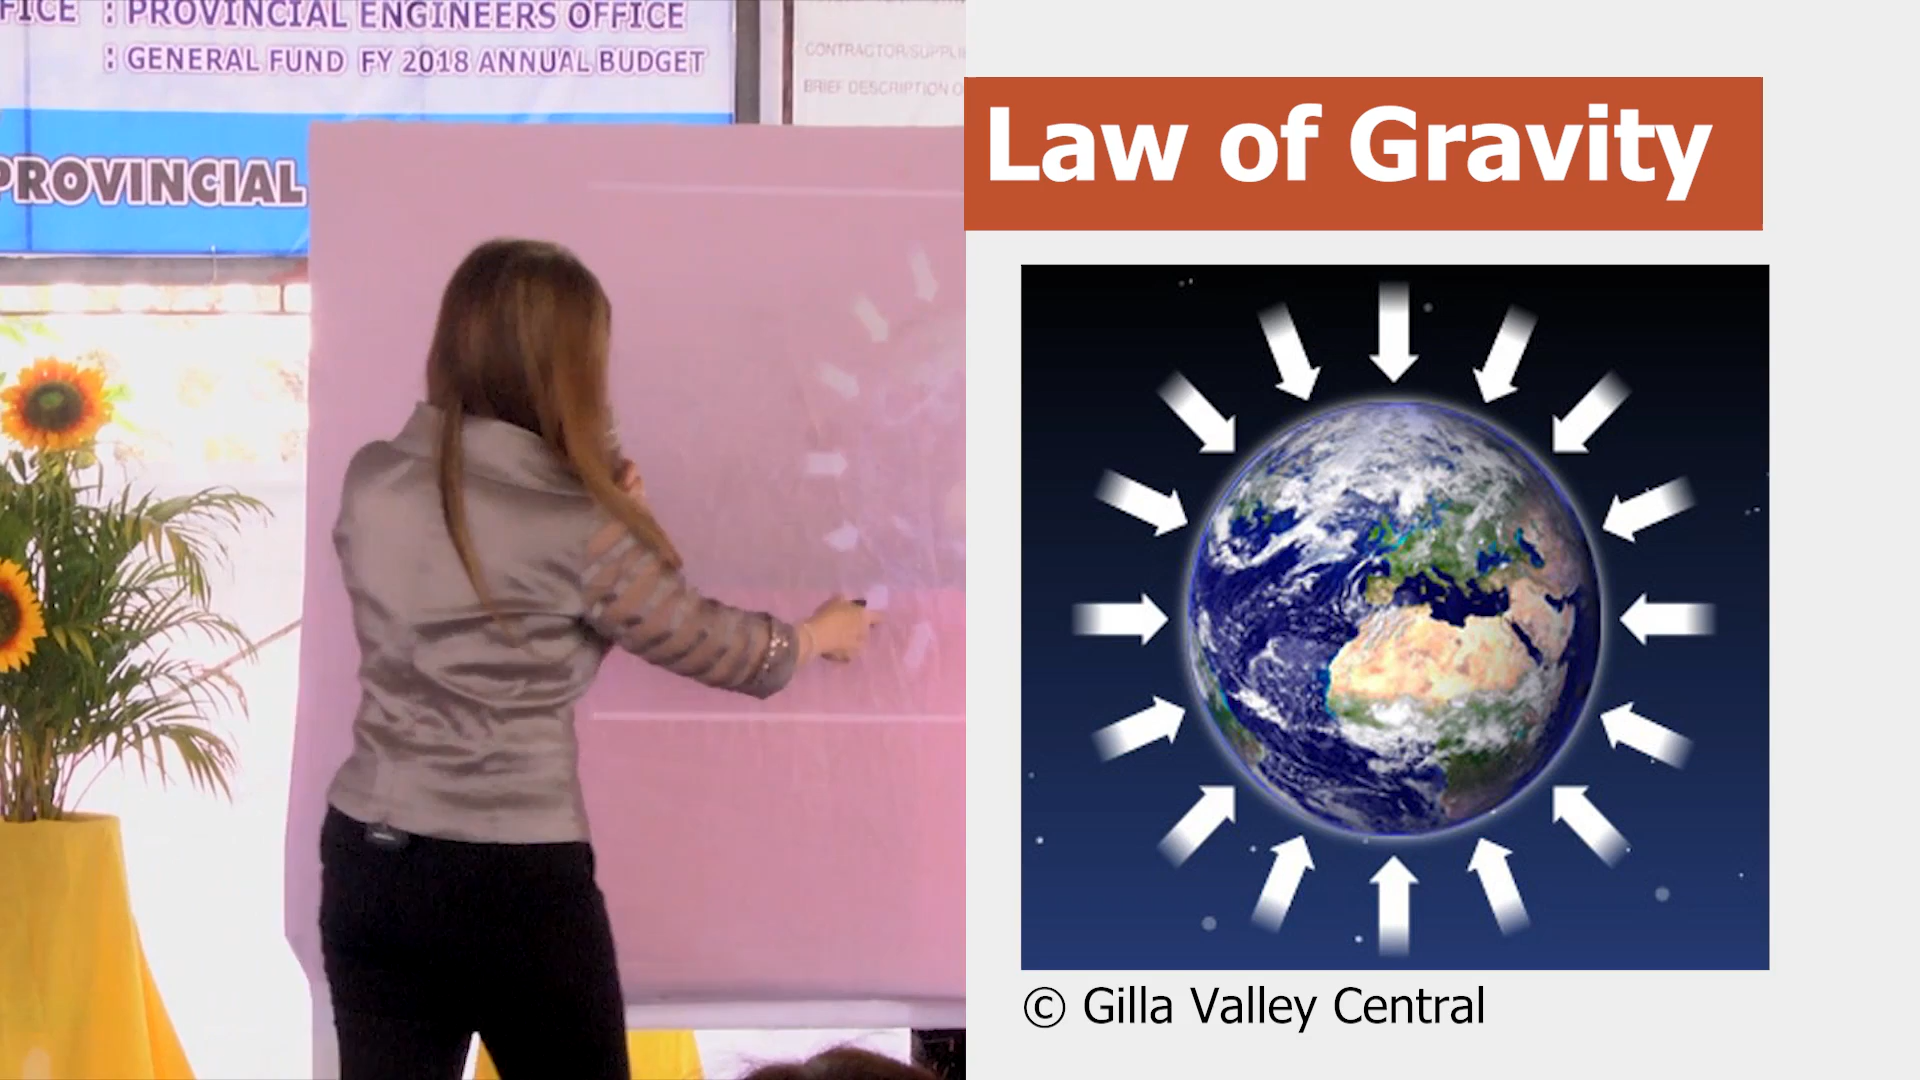 FICE : PROVINCIAL ENGINEERS OFFICE
: GENERAL FUND FY 2018 ANNUAL BUDGET
PROVINCIAL
CONTRACTOR/SUPPLI
BRIEF DESCRIPTION O
Law of Gravity
© Gilla Valley Central